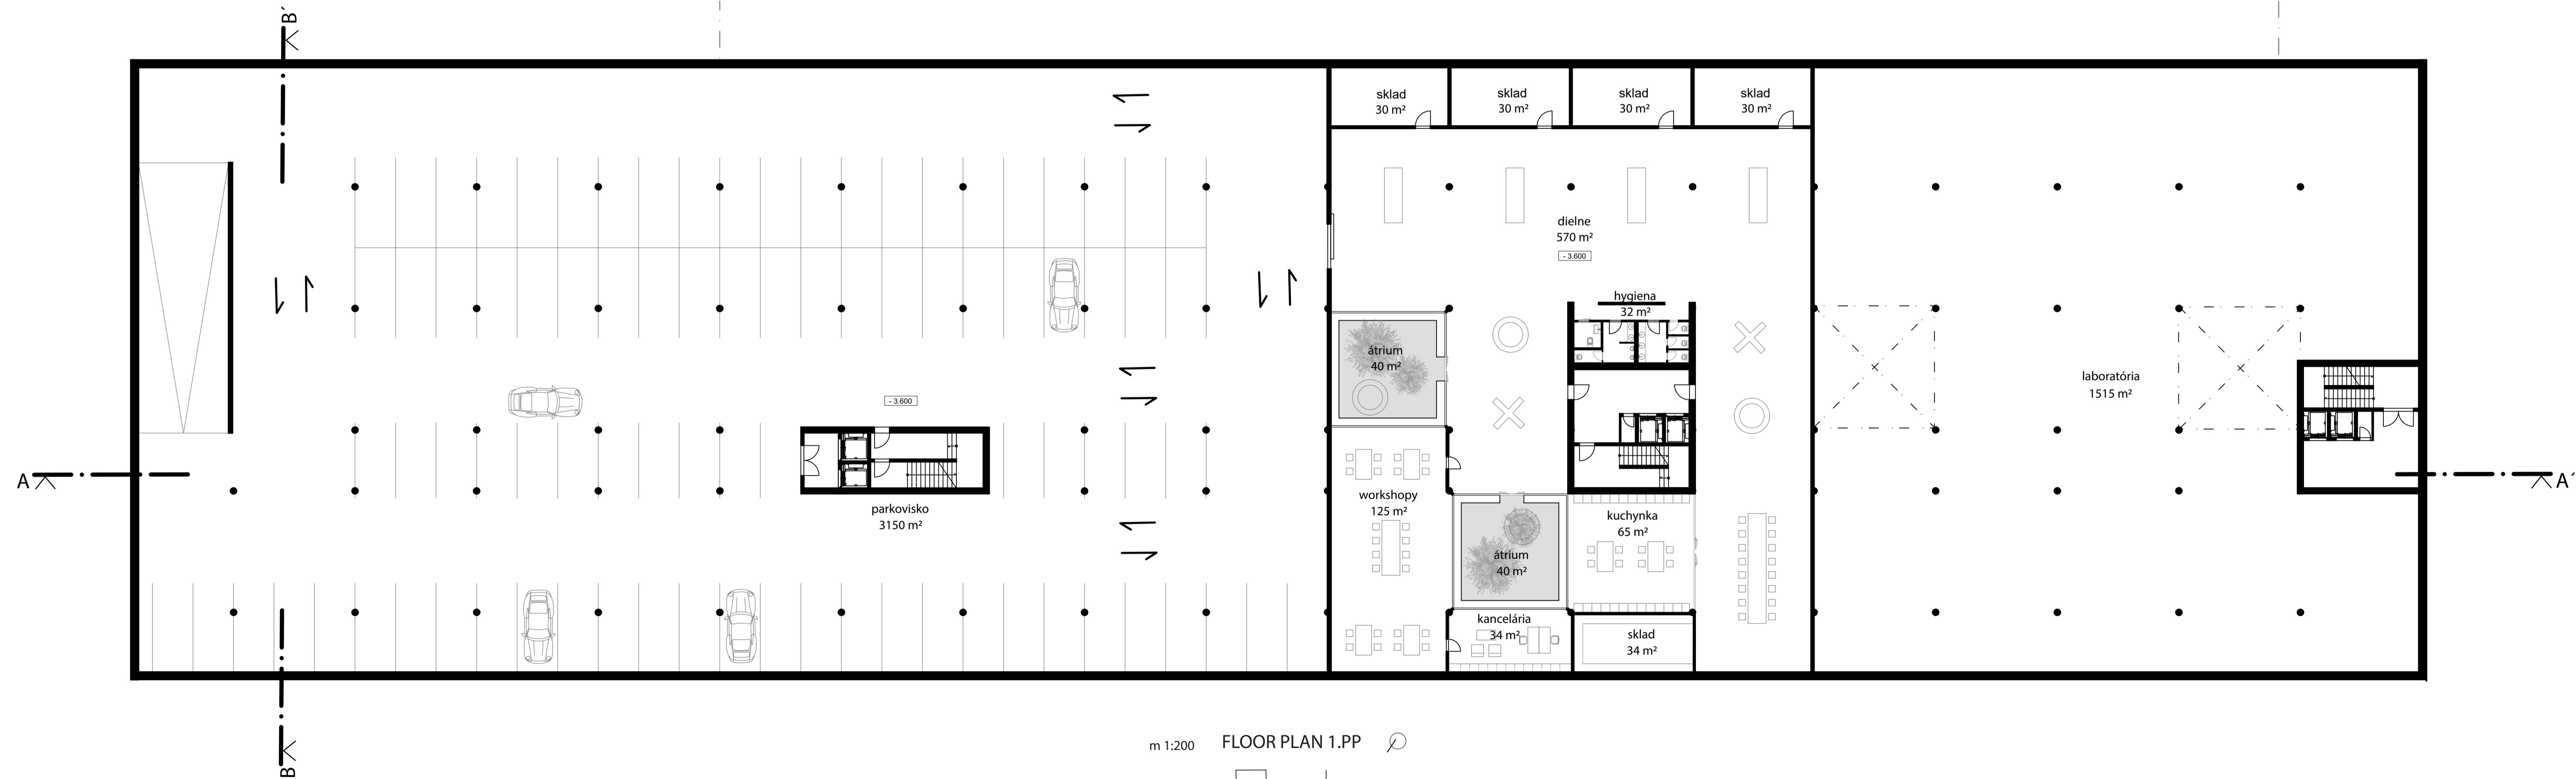 B´
sklad
30 m²
sklad
30 m²
sklad
30 m²
sklad
30 m²
dielne
570 m²
- 3.600
hygiena
32 m²
átrium
40 m²
laboratória
1515 m²
- 3.600
A
A´
parkovisko
3150 m²
workshopy
125 m²
kuchynka
65 m²
átrium
40 m²
kancelária
34 m²
sklad
34 m²
B
m 1:200
FLOOR PLAN 1.PP